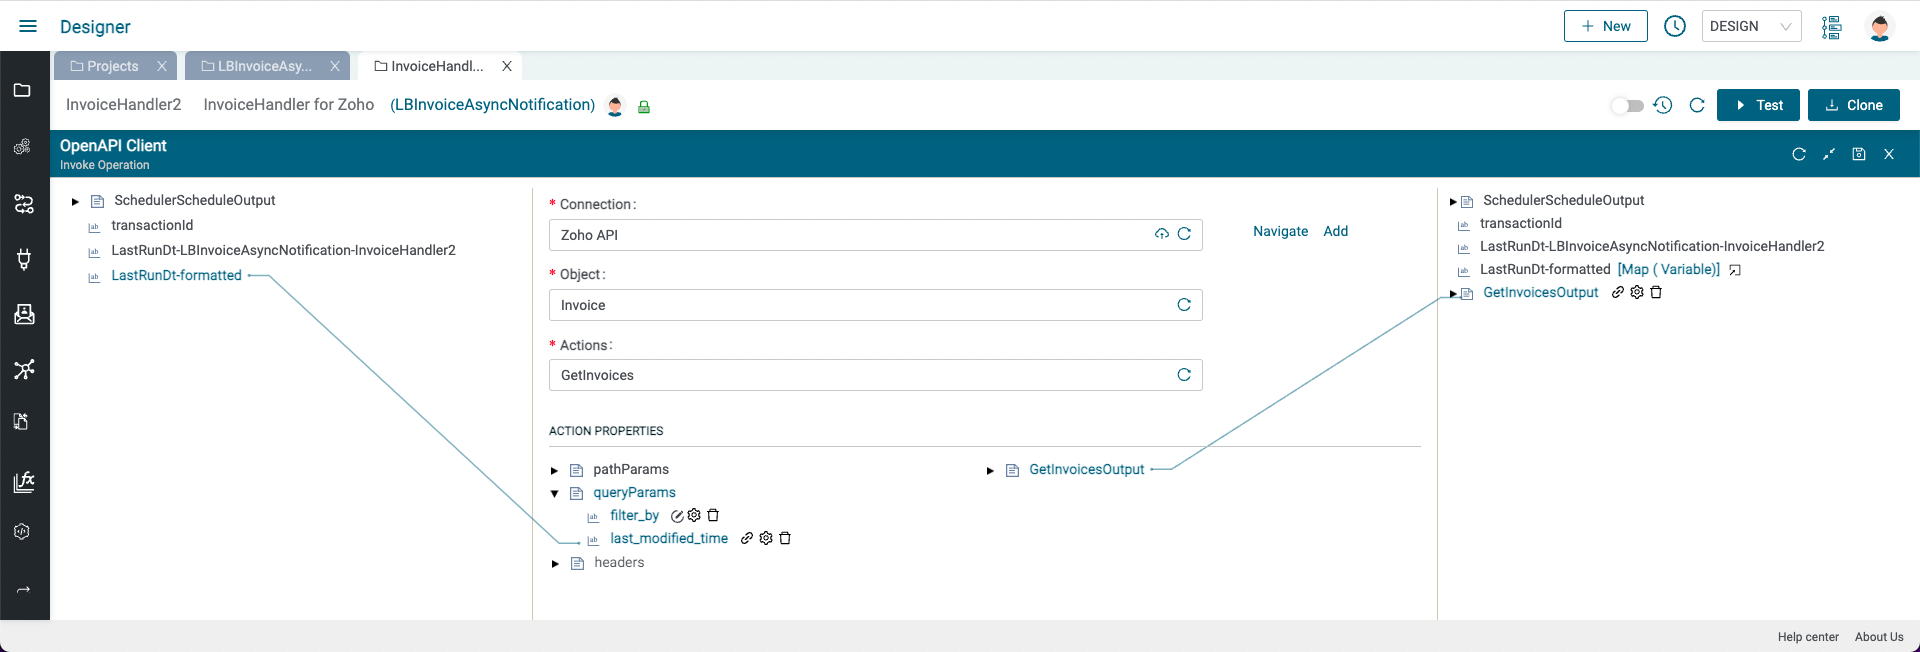 Designer
New
DESIGN
Projects
LBInvoiceAsy...
InvoiceHandl...
InvoiceHandler2 InvoiceHandler for Zoho (LBInvoiceAsyncNotification)
Test
Clone
OpenAPI Client
Invoke Operation
SchedulerScheduleOutput
transactionId
LastRunDt-LBInvoiceAsyncNotification-InvoiceHandler2
LastRunDt-formatted
* Connection:
Zoho API
Navigate Add
* Object:
Invoice
* Actions:
GetInvoices
ACTION PROPERTIES
pathParams
queryParams
filter_by
last_modified_time
headers
GetInvoicesOutput
SchedulerScheduleOutput
transactionId
LastRunDt-LBInvoiceAsyncNotification-InvoiceHandler2
LastRunDt-formatted [Map ( Variable)]
GetInvoicesOutput
Help center About Us